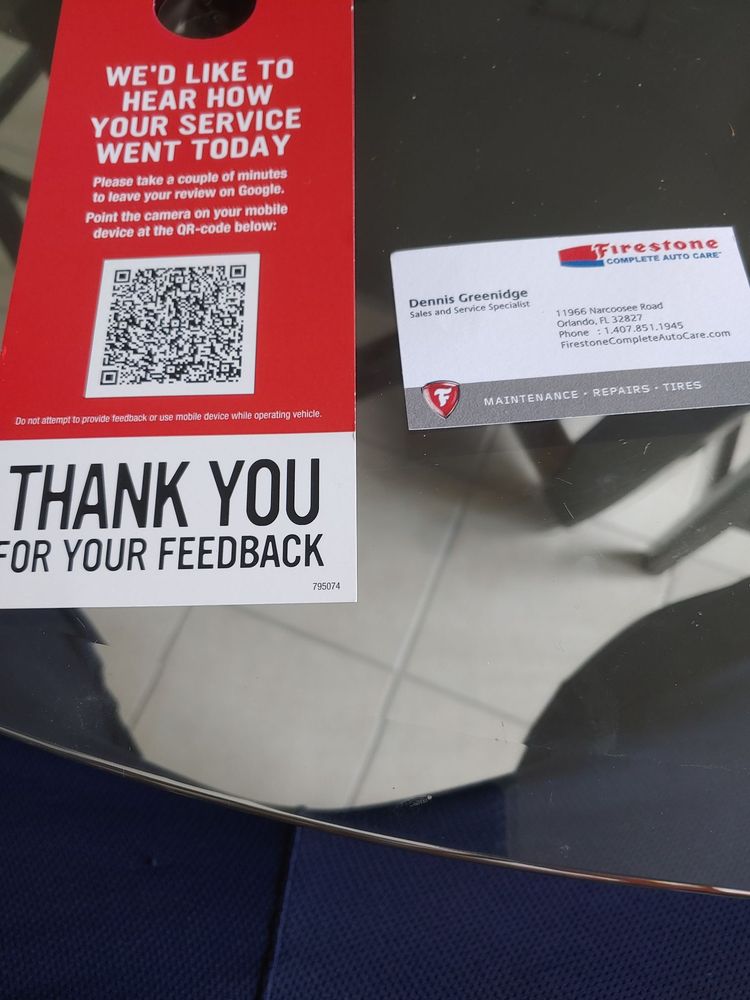 WE'D LIKE TO
HEAR HOW
YOUR SERVICE
WENT TODAY
Please take a couple of minutes
to leave your review on Google.
Point the camera on your mobile
device at the QR-code below:
Do not attempt to provide feedback or use mobile device while operating vehicle.
THANK YOU
FOR YOUR FEEDBACK
795074
Firestone
COMPLETE AUTO CARE™
Dennis Greenidge
Sales and Service Specialist
11966 Narcoosee Road
Orlando, FL 32827
Phone : 1.407.851.1945
FirestoneCompleteAutoCare.com
F
MAINTENANCE · REPAIRS · TIRES